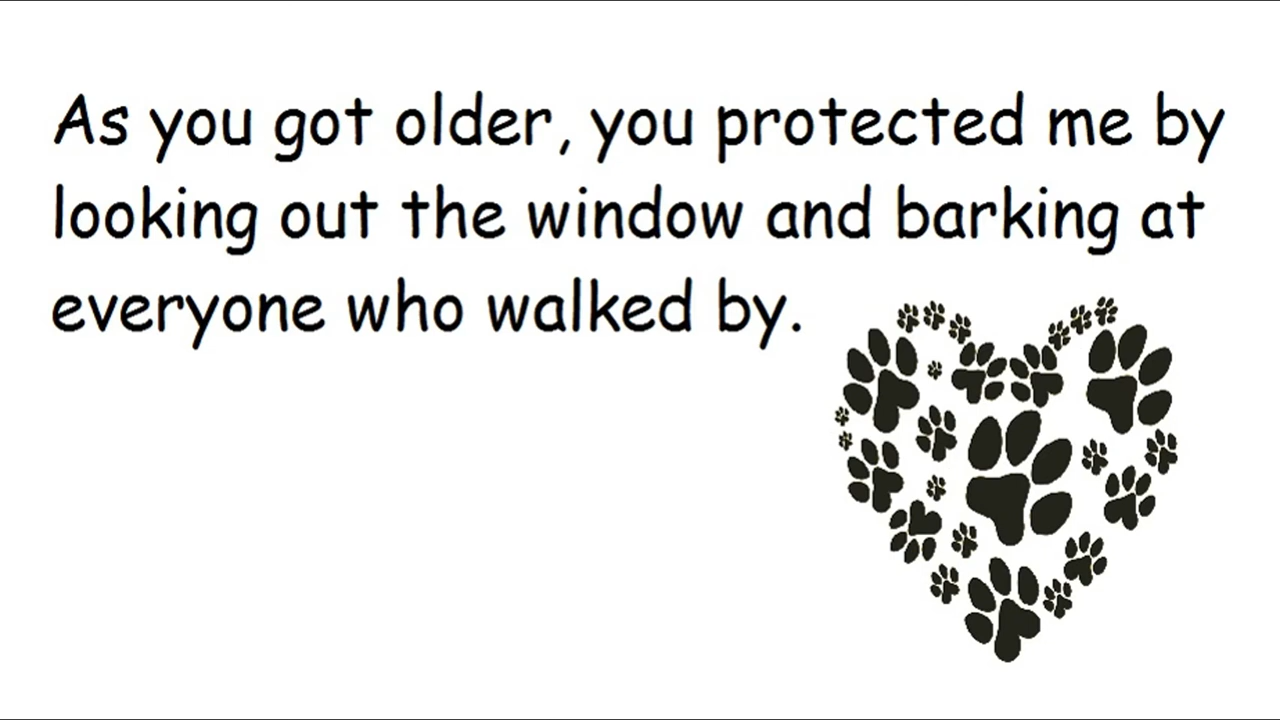 As you got older, you protected me by
looking out the window and barking at
everyone who walked by.